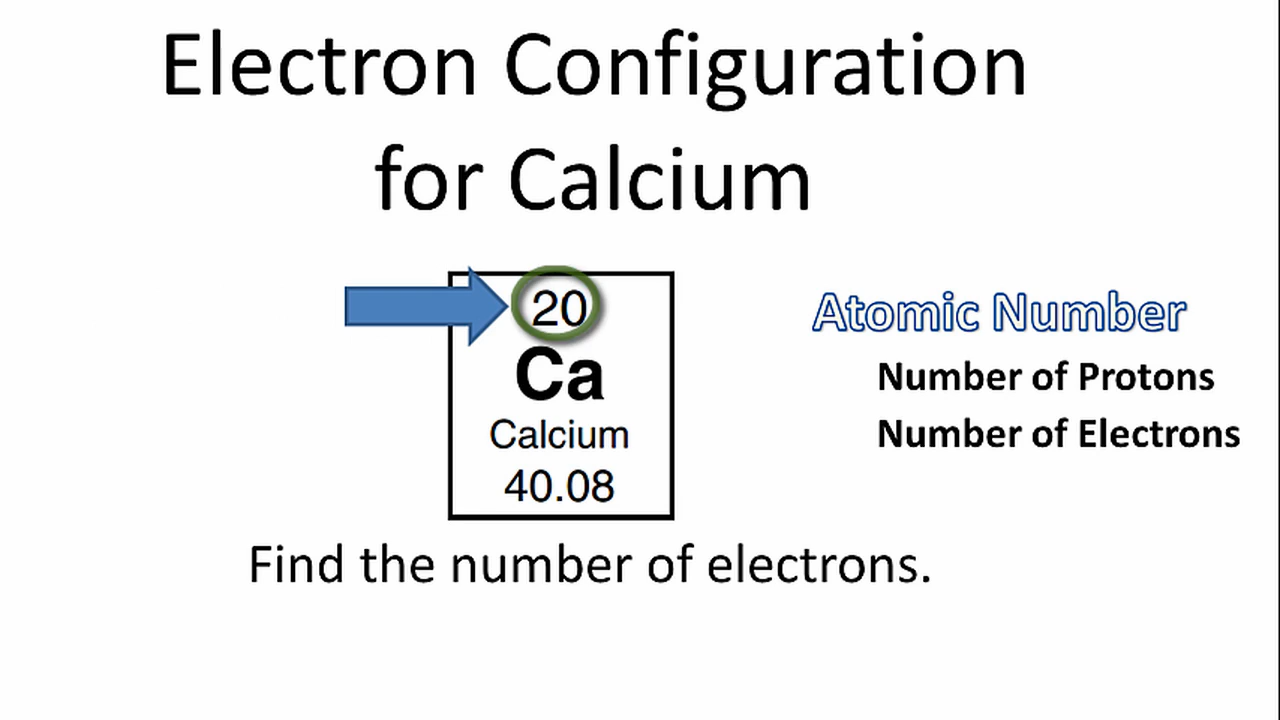 Electron Configuration
for Calcium
20
Ca
Calcium
40.08
Atomic Number
Number of Protons
Number of Electrons
Find the number of electrons.